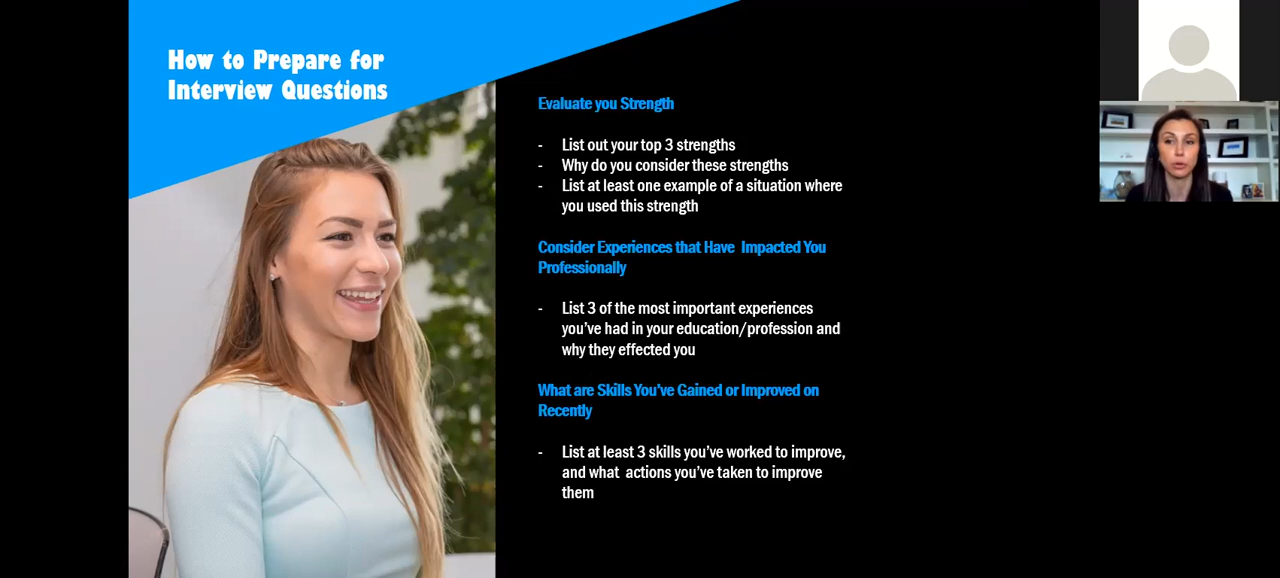 How to Prepare for
Interview Questions
Evaluate you Strength
- List out your top 3 strengths
- Why do you consider these strengths
- List at least one example of a situation where
you used this strength
Consider Experiences that Have Impacted You
Professionally
- List 3 of the most important experiences
you've had in your education/profession and
why they effected you
What are Skills You've Gained or Improved on
Recently
- List at least 3 skills you've worked to improve,
and what actions you've taken to improve
them